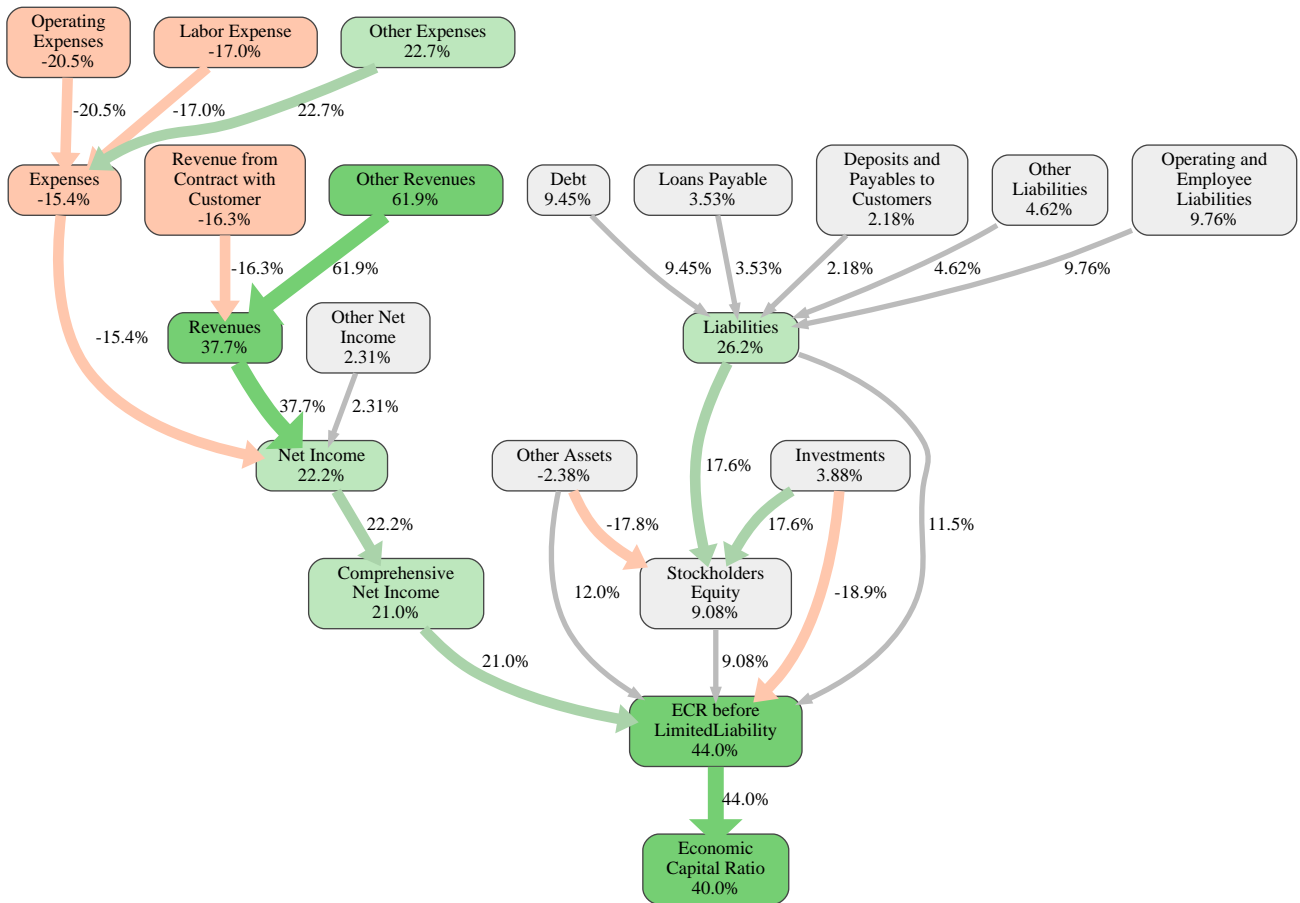 Operating
Expenses
-20.5%
Labor Expense
-17.0%
Other Expenses
22.7%
-20.5%
-17.0%
22.7%
Expenses
-15.4%
Revenue from
Contract with
Customer
-16.3%
Other Revenues
61.9%
Debt
9.45%
Loans Payable
3.53%
Deposits and
Payables to
Customers
2.18%
Other
Liabilities
4.62%
Operating and
Employee
Liabilities
9.76%
-16.3%
61.9%
9.45%
3.53%
2.18%
4.62%
9.76%
-15.4%
Revenues
37.7%
Other Net
Income
2.31%
Liabilities
26.2%
37.7%
2.31%
Net Income
22.2%
Other Assets
-2.38%
17.6%
Investments
3.88%
22.2%
-17.8%
17.6%
11.5%
Comprehensive
Net Income
21.0%
12.0%
Stockholders
Equity
9.08%
-18.9%
21.0%
9.08%
ECR before
LimitedLiability
44.0%
44.0%
Economic
Capital Ratio
40.0%